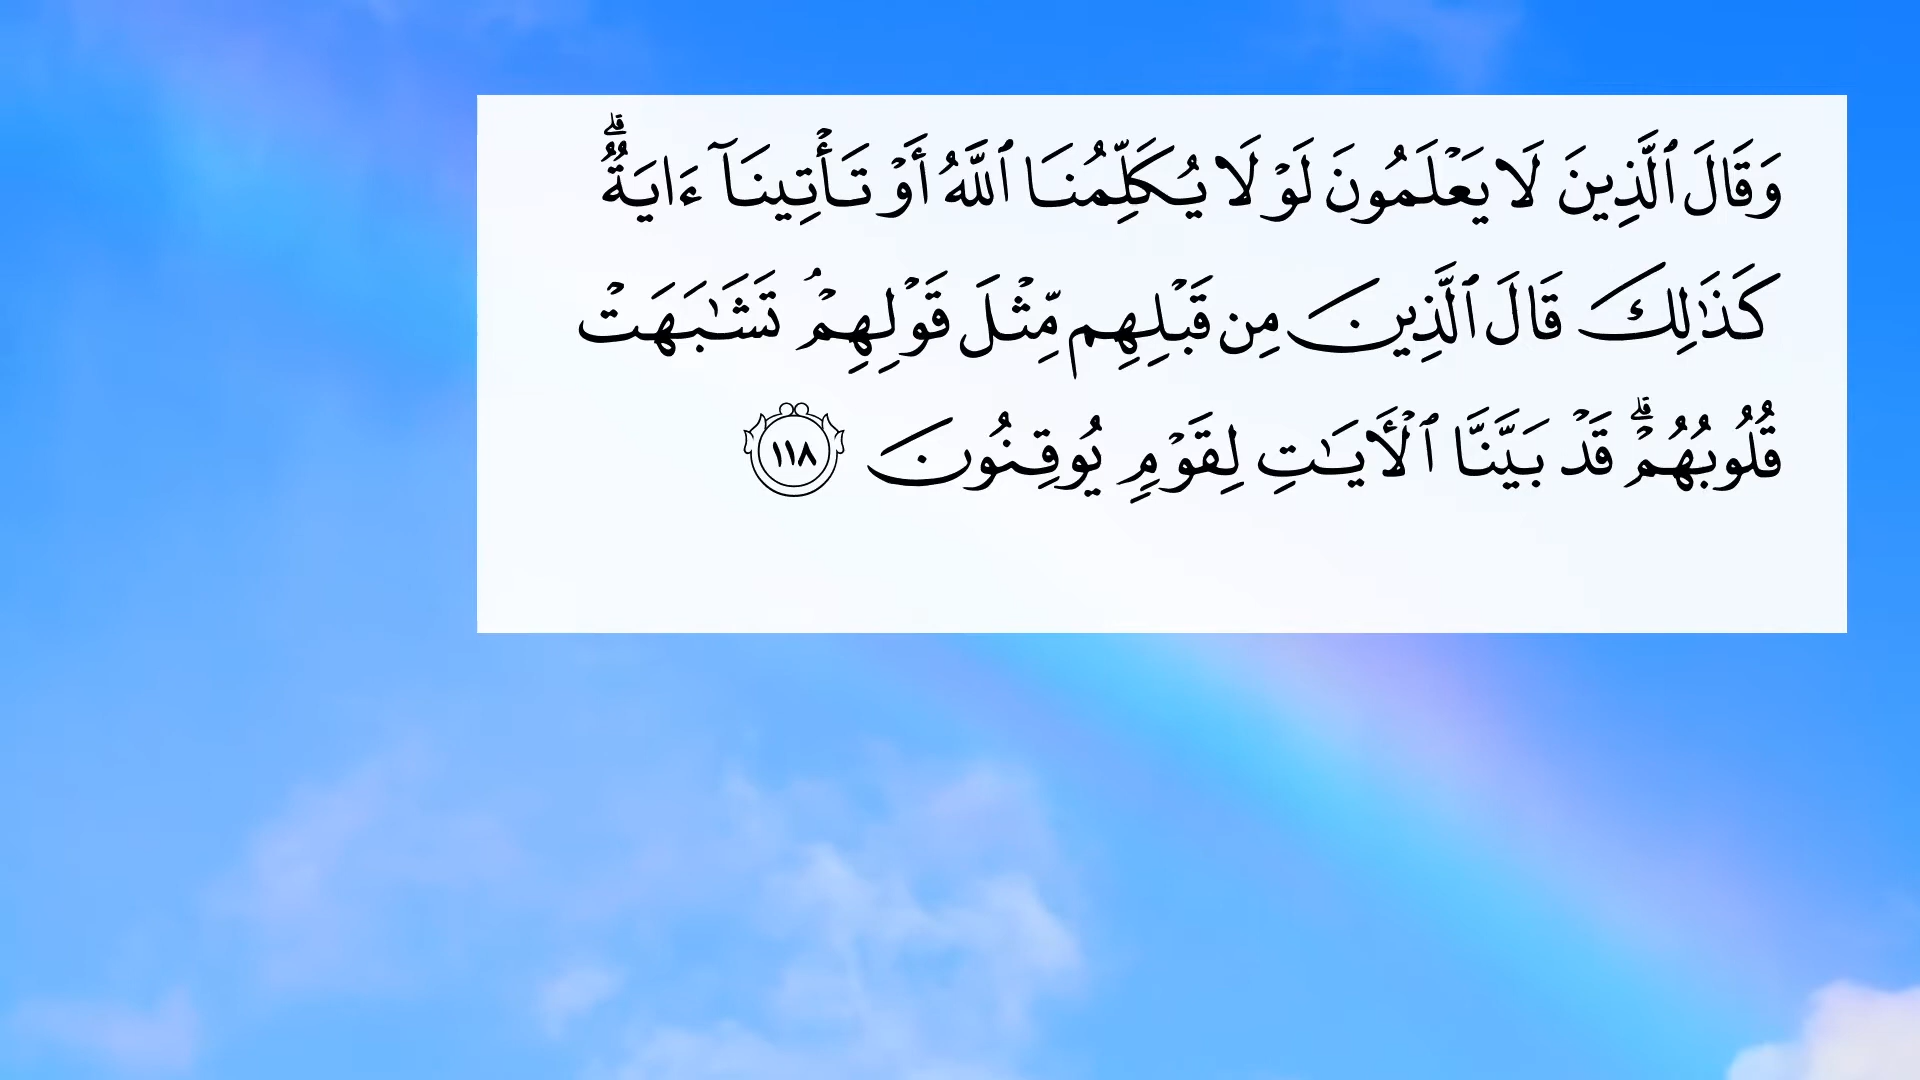 وَقَالَ ٱلَّذِينَ لَا يَعۡلَمُونَ لَوۡلَا يُكَلِّمُنَا ٱللَّهُ أَوۡ تَأۡتِينَآ ءَايَةٞۗ
كَذَٰلِكَ قَالَ ٱلَّذِينَ مِن قَبۡلِهِم مِّثۡلَ قَوۡلِهِمۡۘ تَشَٰبَهَتۡ
قُلُوبُهُمۡۗ قَدۡ بَيَّنَّا ٱلۡأٓيَٰتِ لِقَوۡمٖ يُوقِنُونَ ١١٨